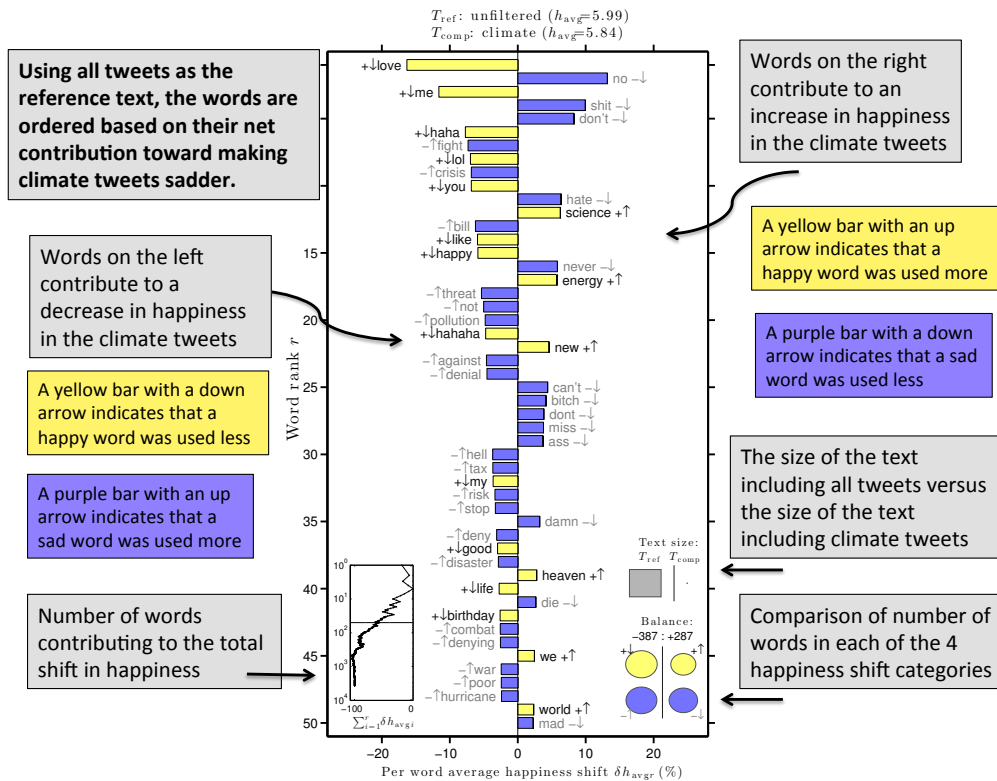 T_ref: unfiltered (h_avg=5.99)
T_comp: climate (h_avg=5.84)
Using all tweets as the
reference text, the words are
ordered based on their net
contribution toward making
climate tweets sadder.
Words on the left
contribute to a
decrease in happiness
in the climate tweets
A yellow bar with a down
arrow indicates that a
happy word was used less
A purple bar with an up
arrow indicates that a
sad word was used more
Number of words
contributing to the total
shift in happiness
Words on the right
contribute to an
increase in happiness
in the climate tweets
A yellow bar with an up
arrow indicates that a
happy word was used more
A purple bar with a down
arrow indicates that a sad
word was used less
The size of the text
including all tweets versus
the size of the text
including climate tweets
Comparison of number of
words in each of the 4
happiness shift categories
Word rank r
15
20
25
30
35
40
45
50
+↓love
no −↓
+↓me
shit −↓
don't −↓
+↓haha
−↑fight
+↓lol
−↑crisis
+↓you
hate −↓
science +↑
−↑bill
+↓like
+↓happy
never −↓
energy +↑
−↑threat
−↑not
−↑pollution
+↓hahaha
new +↑
−↑against
−↑denial
can't −↓
bitch −↓
dont −↓
miss −↓
ass −↓
−↑hell
−↑tax
+↓my
−↑risk
−↑stop
damn −↓
−↑deny
+↓good
−↑disaster
heaven +↑
+↓life
die −↓
+↓birthday
−↑combat
−↑denying
we +↑
−↑war
−↑poor
−↑hurricane
world +↑
mad −↓
10⁰
10¹
10²
10³
10⁴
−100 0
∑ʳᵢ₌₁ δh_avg i
Text size:
T_ref T_comp
Balance:
−387 : +287
+↓ +↑
−↑ −↓
−20 −10 0 10 20
Per word average happiness shift δh_avg r (%)